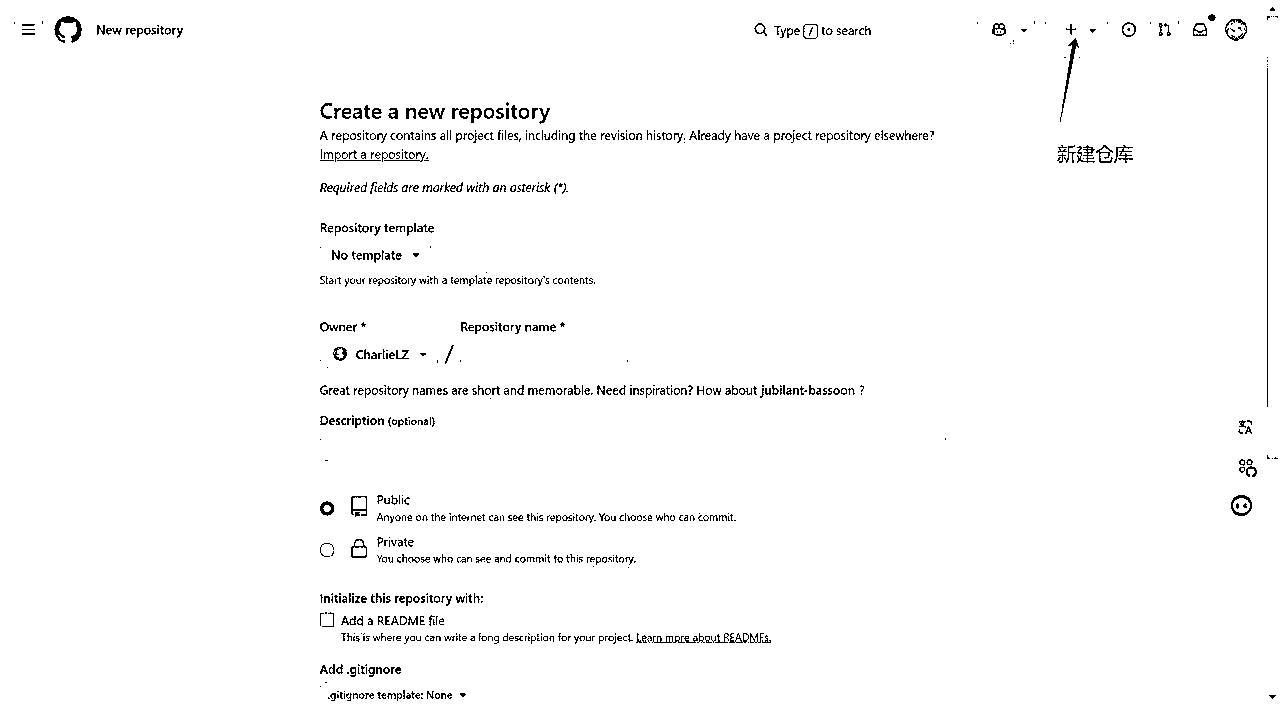 New repository
Type / to search
新建仓库
Create a new repository
A repository contains all project files, including the revision history. Already have a project repository elsewhere?
Import a repository.
Required fields are marked with an asterisk (*).
Repository template
No template
Start your repository with a template repository's contents.
Owner *
Repository name *
CharlieLZ
/
Great repository names are short and memorable. Need inspiration? How about jubilant-bassoon ?
Description (optional)
Public
Anyone on the internet can see this repository. You choose who can commit.
Private
You choose who can see and commit to this repository.
Initialize this repository with:
Add a README file
This is where you can write a long description for your project. Learn more about READMEs.
Add .gitignore
.gitignore template: None